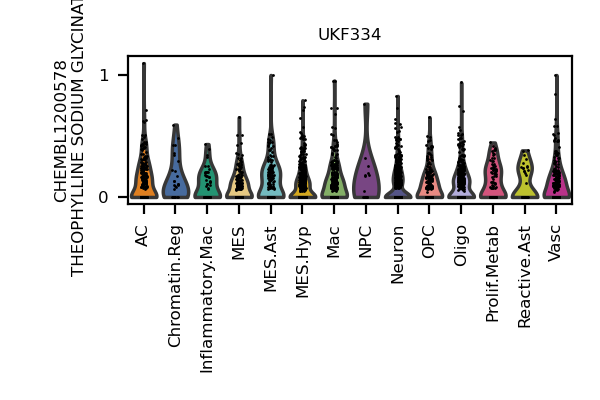 UKF334
CHEMBL1200578
THEOPHYLLINE SODIUM GLYCINAT
1
0
AC
Chromatin.Reg
Inflammatory.Mac
MES
MES.Ast
MES.Hyp
Mac
NPC
Neuron
OPC
Oligo
Prolif.Metab
Reactive.Ast
Vasc